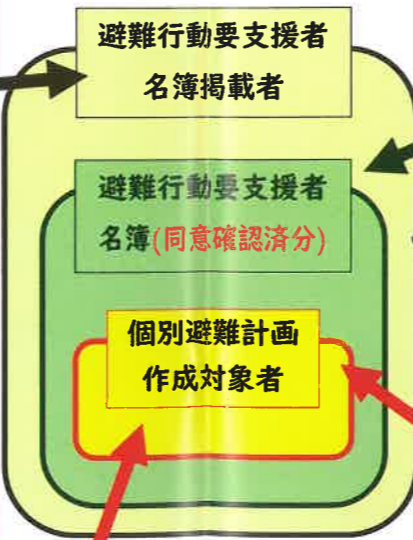 避難行動要支援者
名簿掲載者
避難行動要支援者
名簿(同意確認済分)
個別避難計画
作成対象者